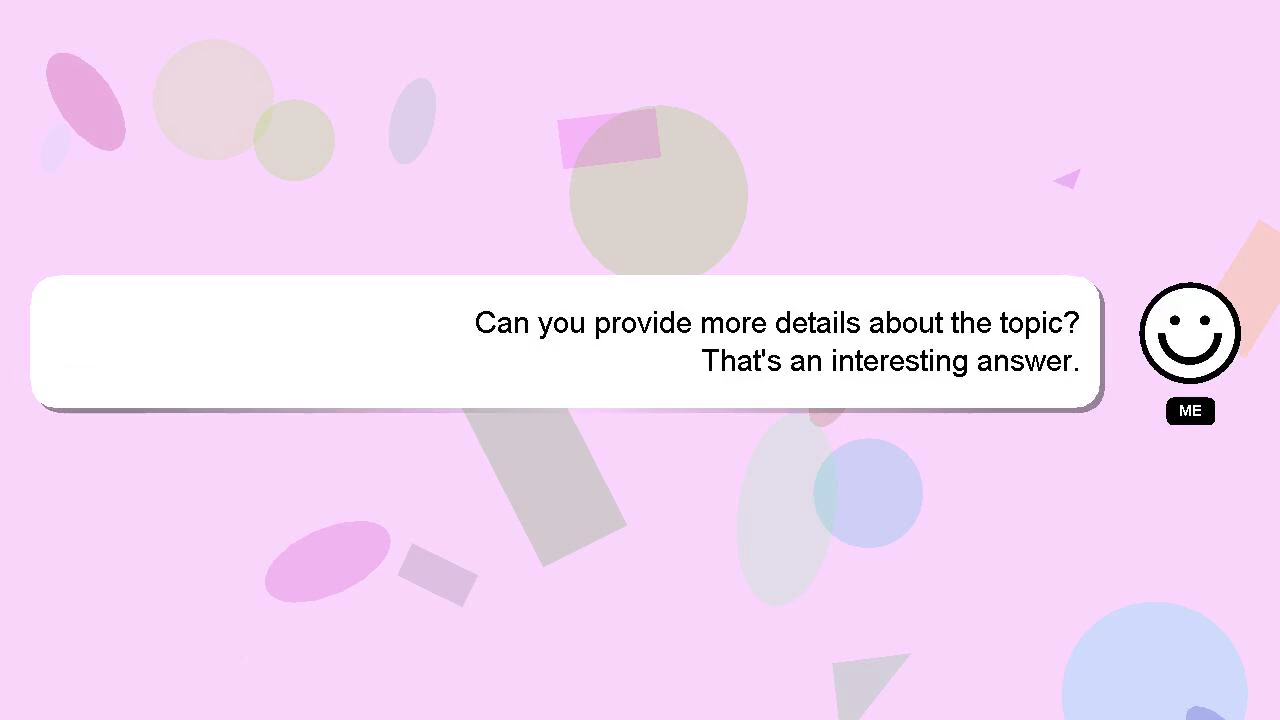 Can you provide more details about the topic?
That's an interesting answer.
ME